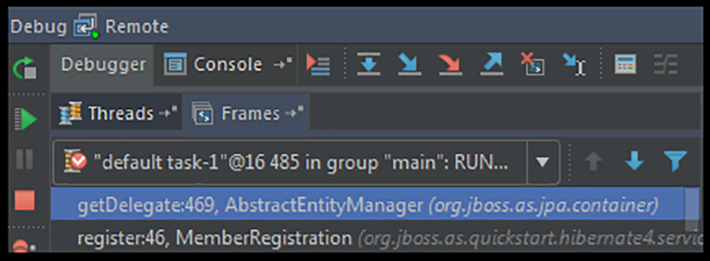 Debug Remote
Debugger Console
Threads Frames
"default task-1"@16 485 in group "main": RUN...
getDelegate:469, AbstractEntityManager (org.jboss.as.jpa.container)
register:46, MemberRegistration (org.jboss.as.quickstart.hibernate4.servic